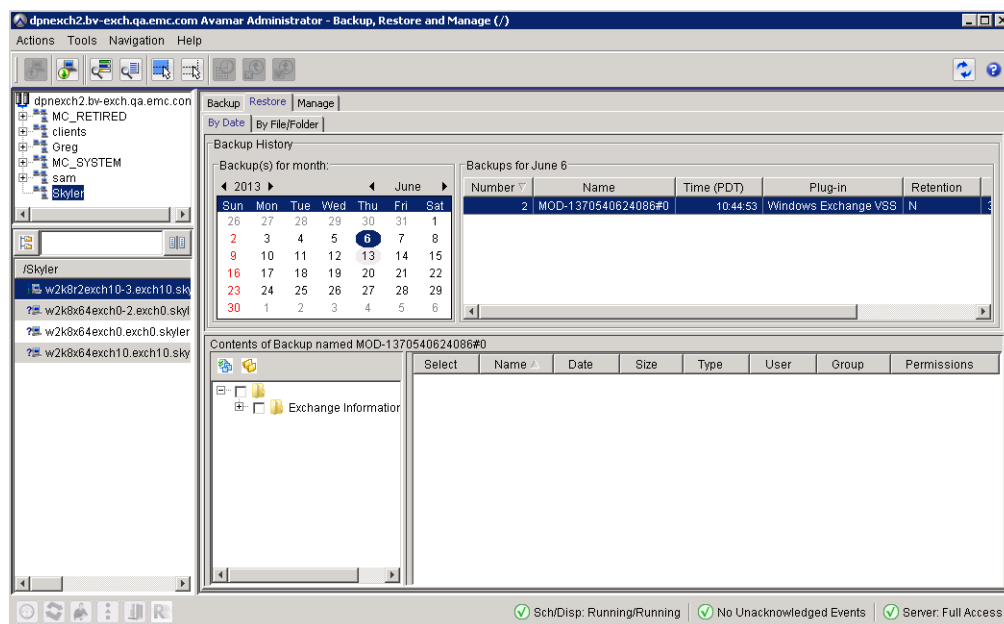 dpnexch2.bv-exch.qa.emc.com Avamar Administrator - Backup, Restore and Manage (/)
Actions Tools Navigation Help
dpnexch2.bv-exch.qa.emc.con
MC_RETIRED
clients
Greg
MC_SYSTEM
sam
Skyler
/Skyler
w2k8r2exch10-3.exch10.sky
w2k8x64exch0-2.exch0.skyl
w2k8x64exch0.exch0.skyler
w2k8x64exch10.exch10.sky
Backup Restore Manage
By Date By File/Folder
Backup History
Backup(s) for month:
2013 June
Sun Mon Tue Wed Thu Fri Sat
26 27 28 29 30 31 1
2 3 4 5 6 7 8
9 10 11 12 13 14 15
16 17 18 19 20 21 22
23 24 25 26 27 28 29
30 1 2 3 4 5 6
Backups for June 6
Number Name Time (PDT) Plug-in Retention
2 MOD-1370540624086#0 10:44:53 Windows Exchange VSS N
Contents of Backup named MOD-1370540624086#0
Exchange Information
Select Name Date Size Type User Group Permissions
Sch/Disp: Running/Running No Unacknowledged Events Server: Full Access